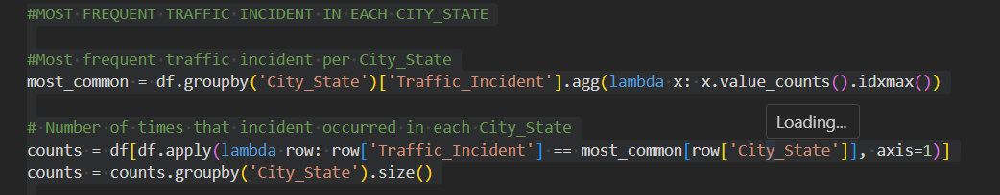 #MOST FREQUENT TRAFFIC INCIDENT IN EACH CITY_STATE
#Most frequent traffic incident per City_State
most_common = df.groupby('City_State')['Traffic_Incident'].agg(lambda x: x.value_counts().idxmax())
# Number of times that incident occurred in each City_State
Loading...
counts = df[df.apply(lambda row: row['Traffic_Incident'] == most_common[row['City_State']], axis=1)]
counts = counts.groupby('City_State').size()